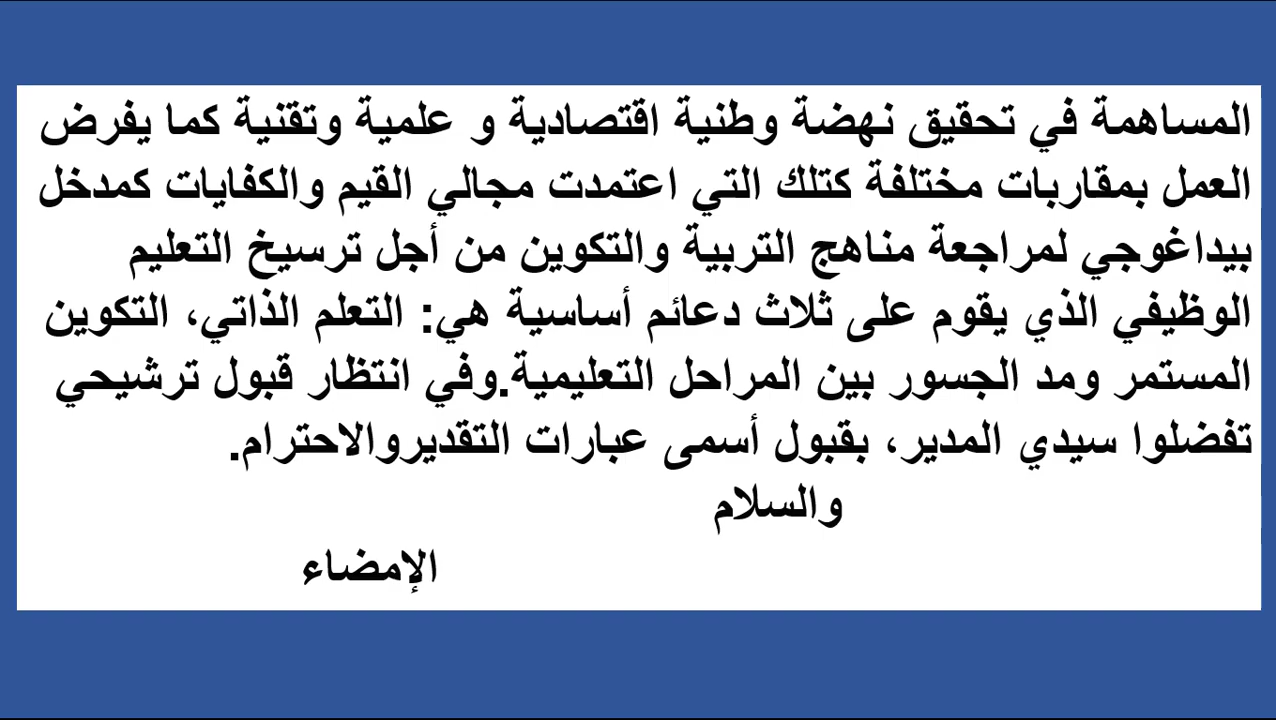 المساهمة في تحقيق نهضة وطنية اقتصادية و علمية وتقنية كما يفرض
العمل بمقاربات مختلفة كتلك التي اعتمدت مجالي القيم والكفايات كمدخل
بيداغوجي لمراجعة مناهج التربية والتكوين من أجل ترسيخ التعليم
الوظيفي الذي يقوم على ثلاث دعائم أساسية هي: التعلم الذاتي، التكوين
المستمر ومد الجسور بين المراحل التعليمية.وفي انتظار قبول ترشيحي
تفضلوا سيدي المدير، بقبول أسمى عبارات التقديروالاحترام.
والسلام
الإمضاء